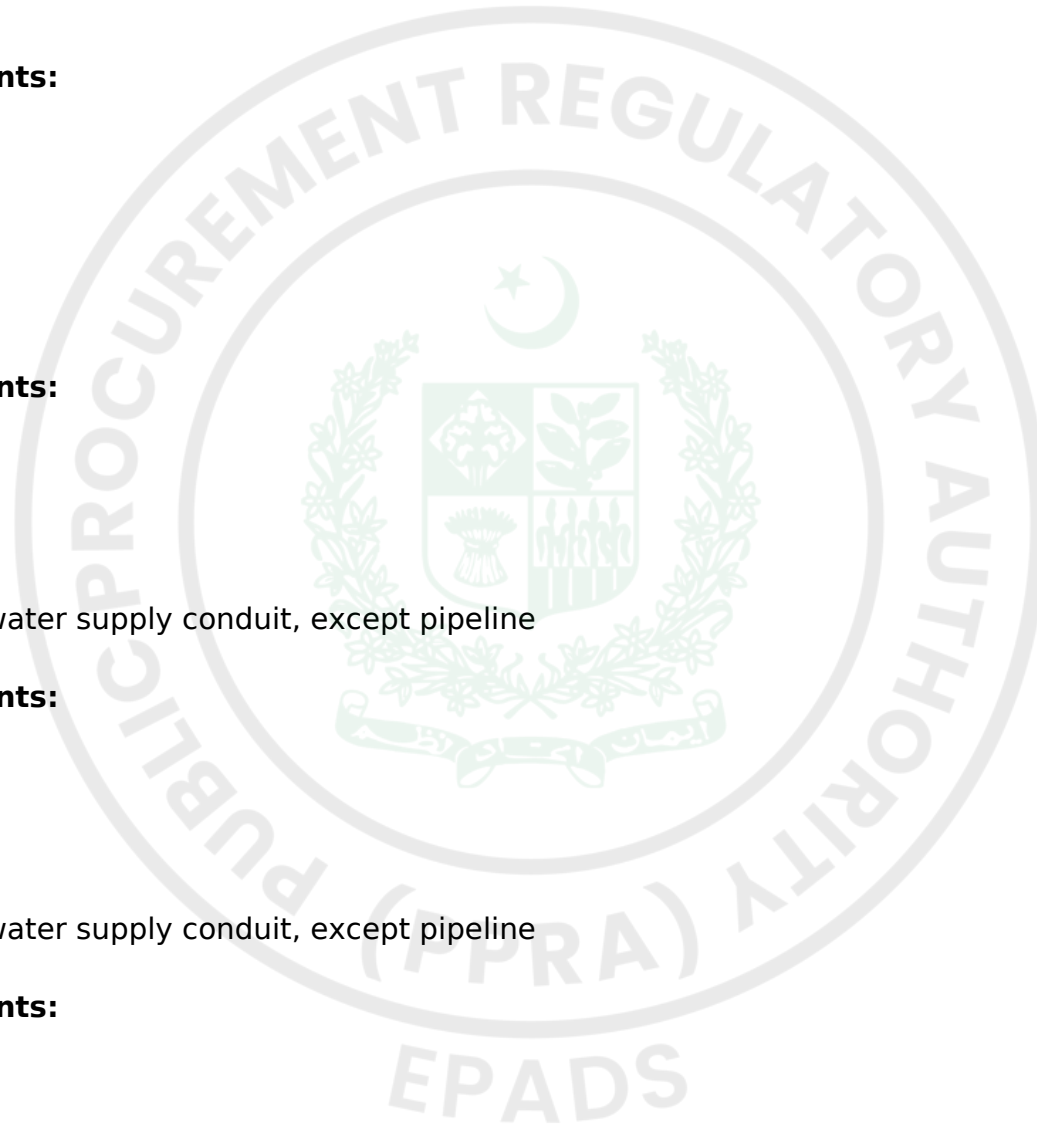 nts:
nts:
water supply conduit, except pipeline
nts:
water supply conduit, except pipeline
nts:
PUBLIC PROCUREMENT REGULATORY AUTHORITY
(PPRA)
EPADS